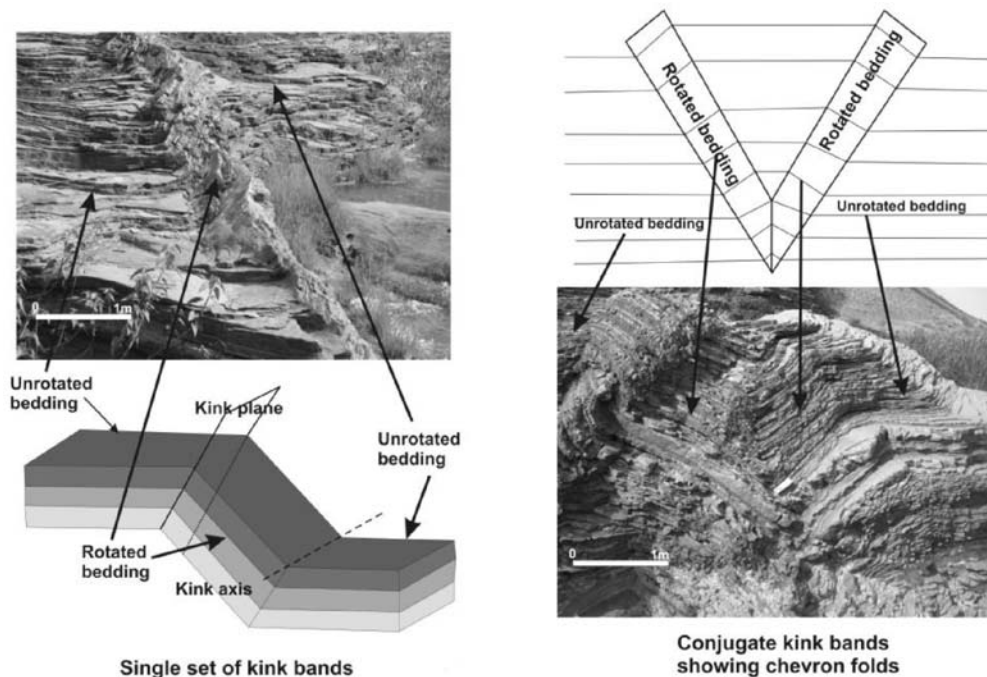 0
1m
Unrotated
bedding
Kink plane
Unrotated
bedding
Rotated
bedding
Kink axis
Single set of kink bands
Rotated bedding
Rotated bedding
Unrotated bedding
Unrotated bedding
0
1m
Conjugate kink bands
showing chevron folds